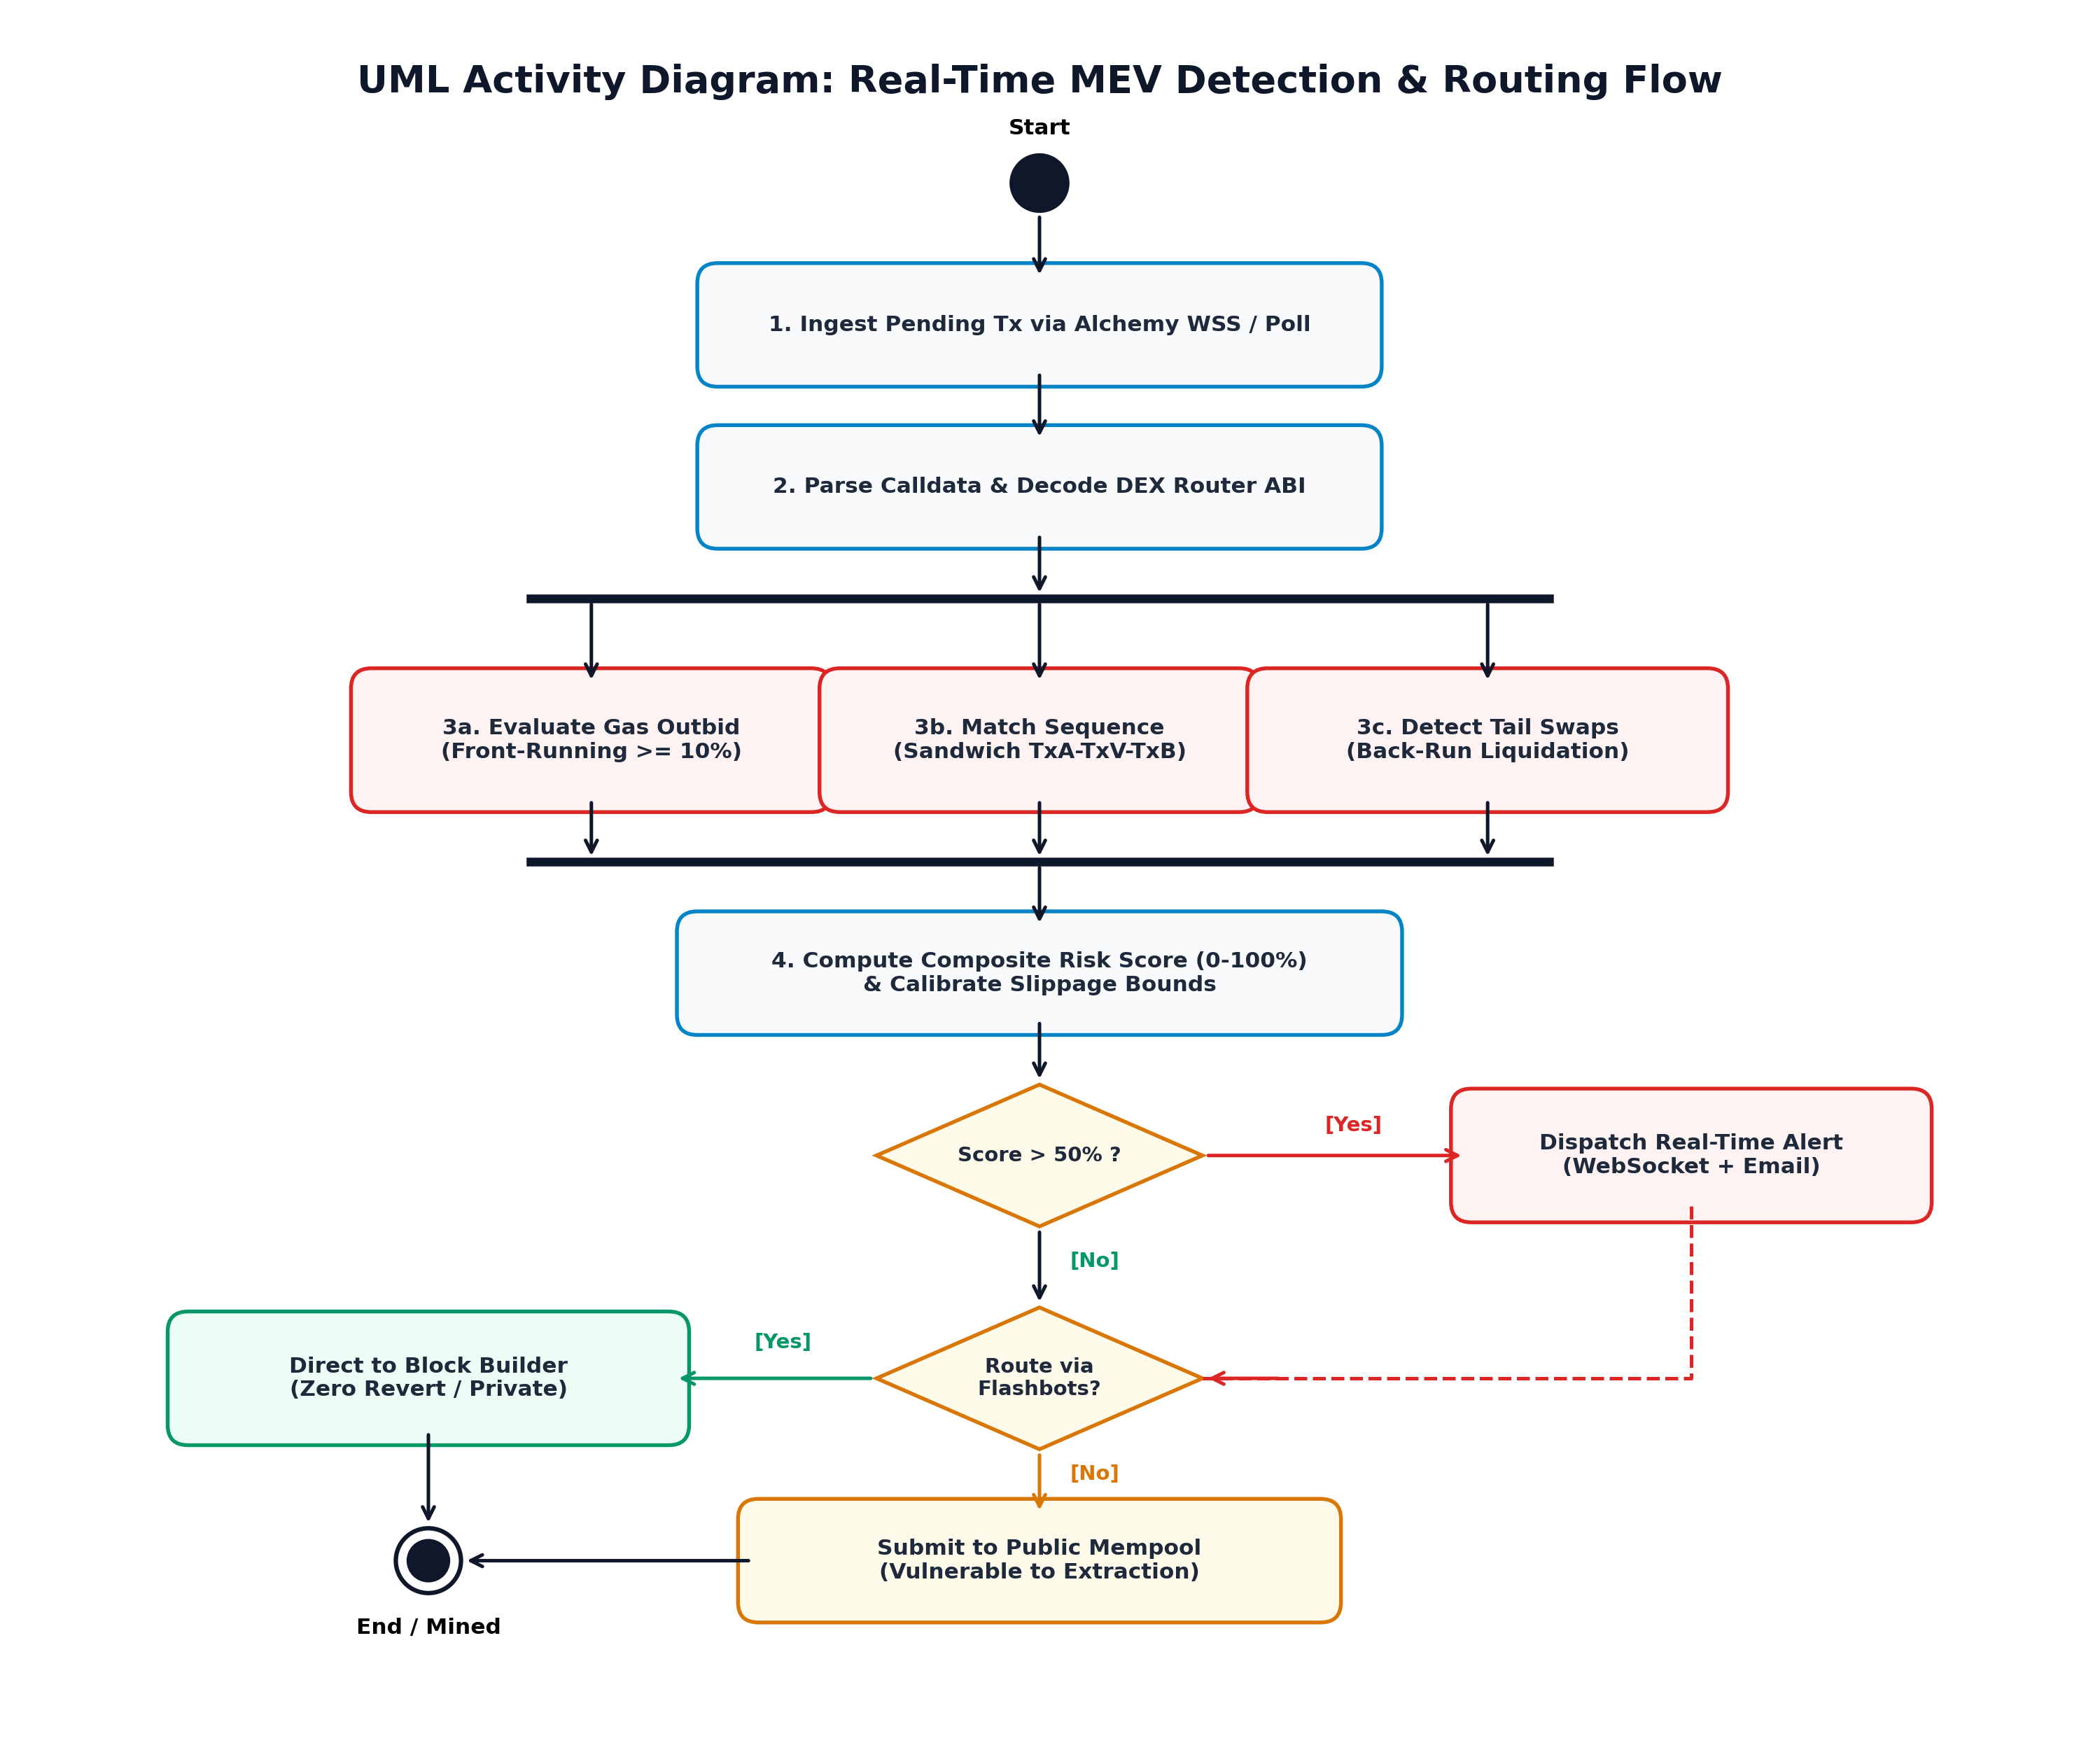 UML Activity Diagram: Real-Time MEV Detection & Routing Flow
Start
1. Ingest Pending Tx via Alchemy WSS / Poll
2. Parse Calldata & Decode DEX Router ABI
3a. Evaluate Gas Outbid
(Front-Running >= 10%)
3b. Match Sequence
(Sandwich TxA-TxV-TxB)
3c. Detect Tail Swaps
(Back-Run Liquidation)
4. Compute Composite Risk Score (0-100%)
& Calibrate Slippage Bounds
Score > 50% ?
[Yes]
Dispatch Real-Time Alert
(WebSocket + Email)
[No]
Direct to Block Builder
(Zero Revert / Private)
[Yes]
Route via
Flashbots?
[No]
Submit to Public Mempool
(Vulnerable to Extraction)
End / Mined